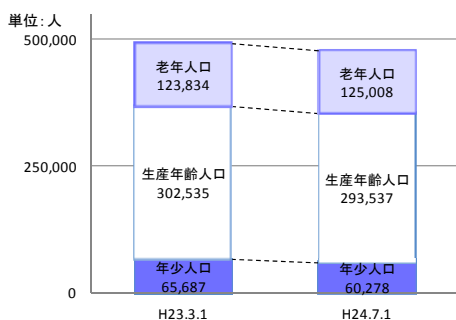 単位：人
500,000
250,000
0
老年人口
123,834
生産年齢人口
302,535
年少人口
65,687
老年人口
125,008
生産年齢人口
293,537
年少人口
60,278
H23.3.1
H24.7.1